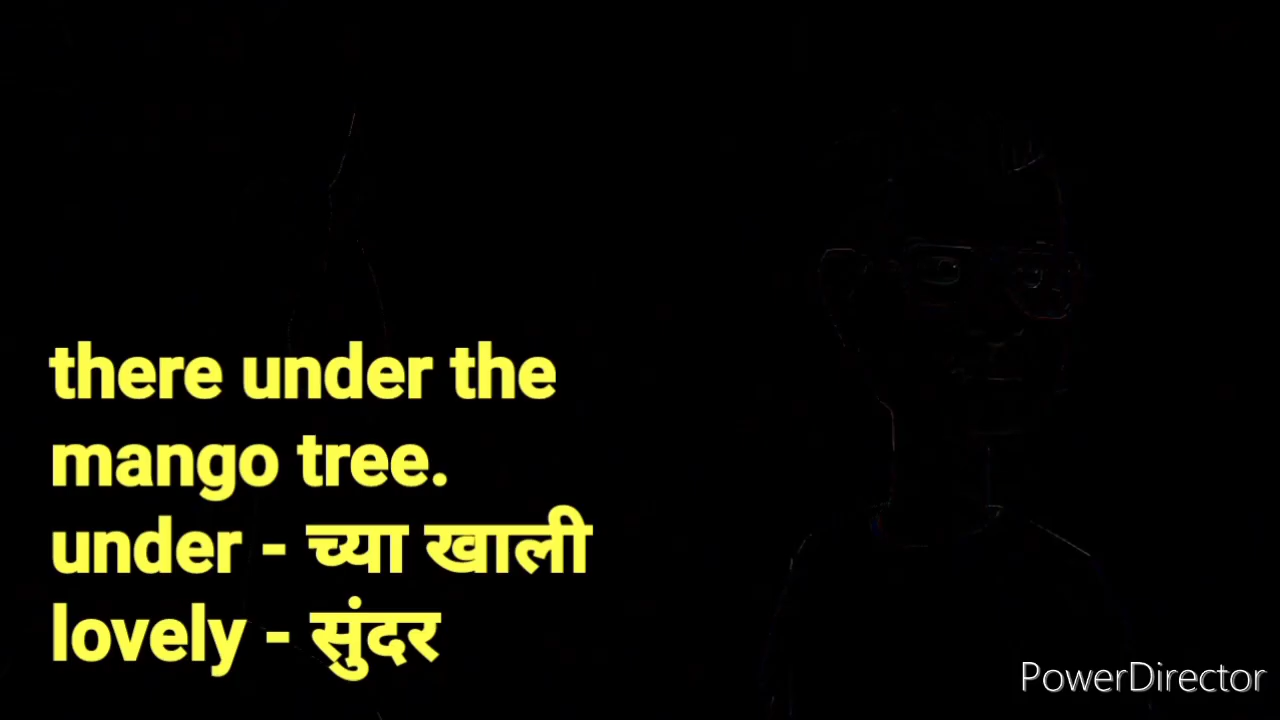 there under the
mango tree.
under - च्या खाली
lovely - सुंदर
PowerDirector